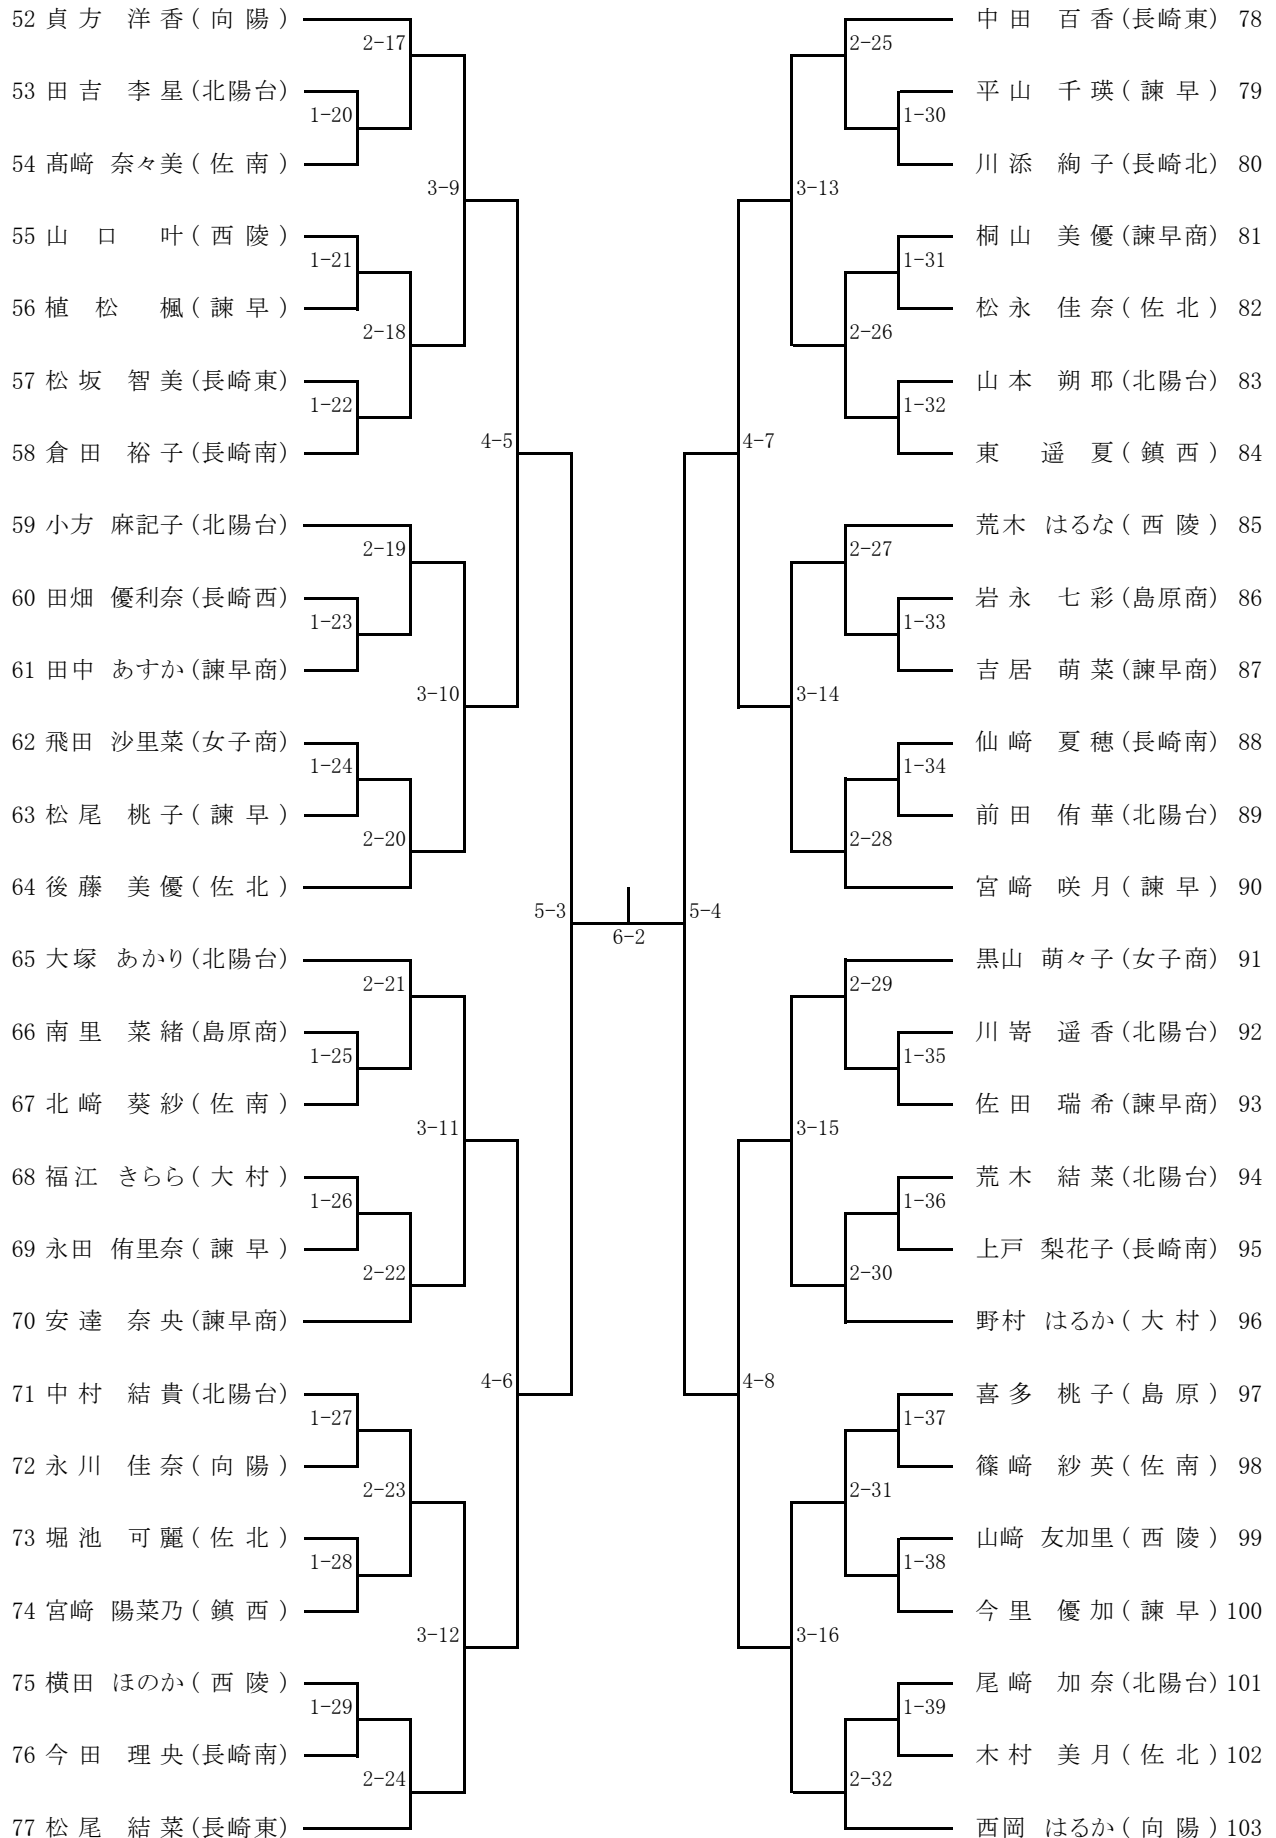 52 貞方 洋香(向陽)
2-17
53 田吉 李星(北陽台)
1-20
54 髙﨑 奈々美(佐南)
3-9
55 山口 叶(西陵)
1-21
56 植松 楓(諫早)
2-18
57 松坂 智美(長崎東)
1-22
58 倉田 裕子(長崎南)
4-5
59 小方 麻記子(北陽台)
2-19
60 田畑 優利奈(長崎西)
1-23
61 田中 あすか(諫早商)
3-10
62 飛田 沙里菜(女子商)
1-24
63 松尾 桃子(諫早)
2-20
64 後藤 美優(佐北)
5-3
65 大塚 あかり(北陽台)
2-21
66 南里 菜緒(島原商)
1-25
67 北﨑 葵紗(佐南)
3-11
68 福江 きらら(大村)
1-26
69 永田 侑里奈(諫早)
2-22
70 安達 奈央(諫早商)
4-6
71 中村 結貴(北陽台)
1-27
72 永川 佳奈(向陽)
2-23
73 堀池 可麗(佐北)
1-28
74 宮﨑 陽菜乃(鎮西)
3-12
75 横田 ほのか(西陵)
1-29
76 今田 理央(長崎南)
2-24
77 松尾 結菜(長崎東)
6-2
中田 百香(長崎東) 78
2-25
平山 千瑛(諫早) 79
1-30
川添 絢子(長崎北) 80
3-13
桐山 美優(諫早商) 81
1-31
松永 佳奈(佐北) 82
2-26
山本 朔耶(北陽台) 83
1-32
東 遥夏(鎮西) 84
4-7
荒木 はるな(西陵) 85
2-27
岩永 七彩(島原商) 86
1-33
吉居 萌菜(諫早商) 87
3-14
仙﨑 夏穂(長崎南) 88
1-34
前田 侑華(北陽台) 89
2-28
宮﨑 咲月(諫早) 90
5-4
黒山 萌々子(女子商) 91
2-29
川嵜 遥香(北陽台) 92
1-35
佐田 瑞希(諫早商) 93
3-15
荒木 結菜(北陽台) 94
1-36
上戸 梨花子(長崎南) 95
2-30
野村 はるか(大村) 96
4-8
喜多 桃子(島原) 97
1-37
篠﨑 紗英(佐南) 98
2-31
山﨑 友加里(西陵) 99
1-38
今里 優加(諫早) 100
3-16
尾﨑 加奈(北陽台) 101
1-39
木村 美月(佐北) 102
2-32
西岡 はるか(向陽) 103